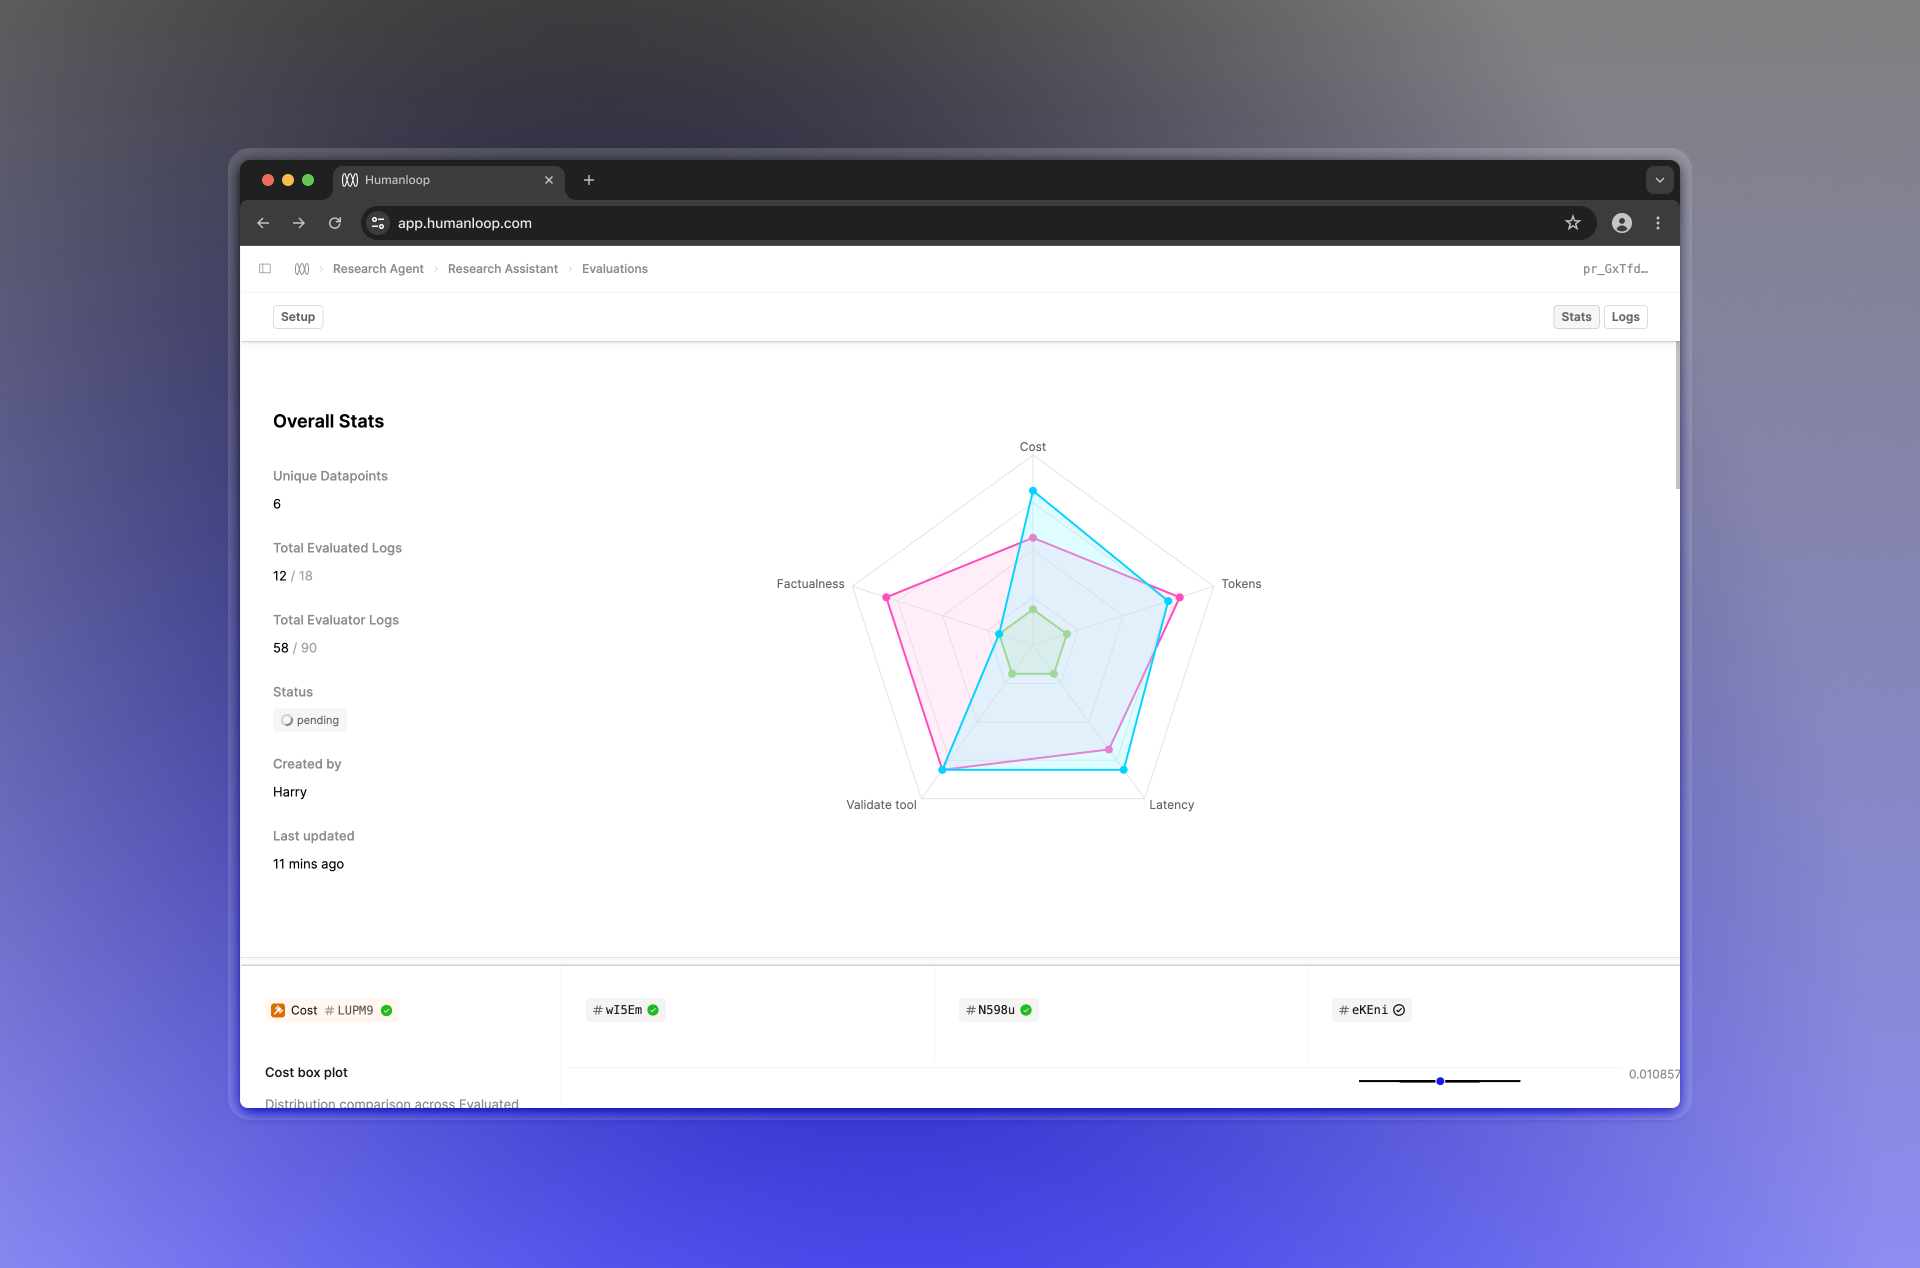 Humanloop
app.humanloop.com
Research Agent › Research Assistant › Evaluations
pr_GxTfd…
Setup
Stats
Logs
Overall Stats
Unique Datapoints
6
Total Evaluated Logs
12 / 18
Total Evaluator Logs
58 / 90
Status
pending
Created by
Harry
Last updated
11 mins ago
Cost
Factualness
Tokens
Validate tool
Latency
Cost # LUPM9
# wI5Em
# N598u
# eKEni
Cost box plot
0.010857
Distribution comparison across Evaluated